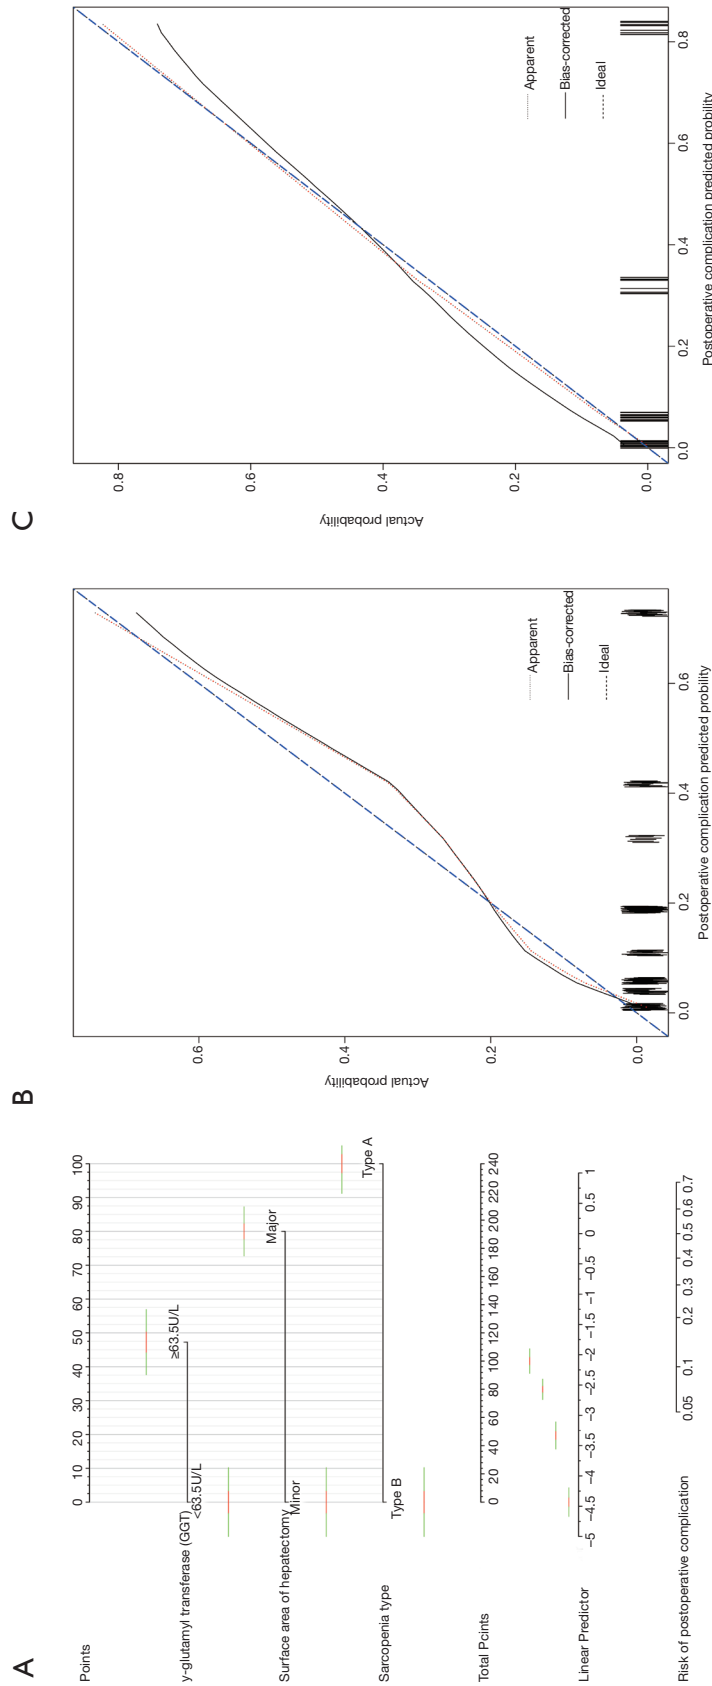 A
Points
0 10 20 30 40 50 60 70 80 90 100
y-glutamyl transferase (GGT)
<63.5U/L
≥63.5U/L
Surface area of hepatectomy
Minor
Major
Sarcopenia type
Type B
Type A
Total Pcints
0 20 40 60 80 100 120 140 160 180 200 220 240
Linear Predictor
−5 −4.5 −4 −3.5 −3 −2.5 −2 −1.5 −1 −0.5 0 0.5 1
Risk of postoperative complication
0.05 0.1 0.2 0.3 0.4 0.5 0.6 0.7
B
Actual probability
0.6
0.4
0.2
0.0
Apparent
Bias-corrected
Ideal
0.0 0.2 0.4 0.6
Postoperative complication predicted probility
C
Actual probability
0.8
0.6
0.4
0.2
0.0
Apparent
Bias-corrected
Ideal
0.0 0.2 0.4 0.6 0.8
Postoperative complication predicted probility